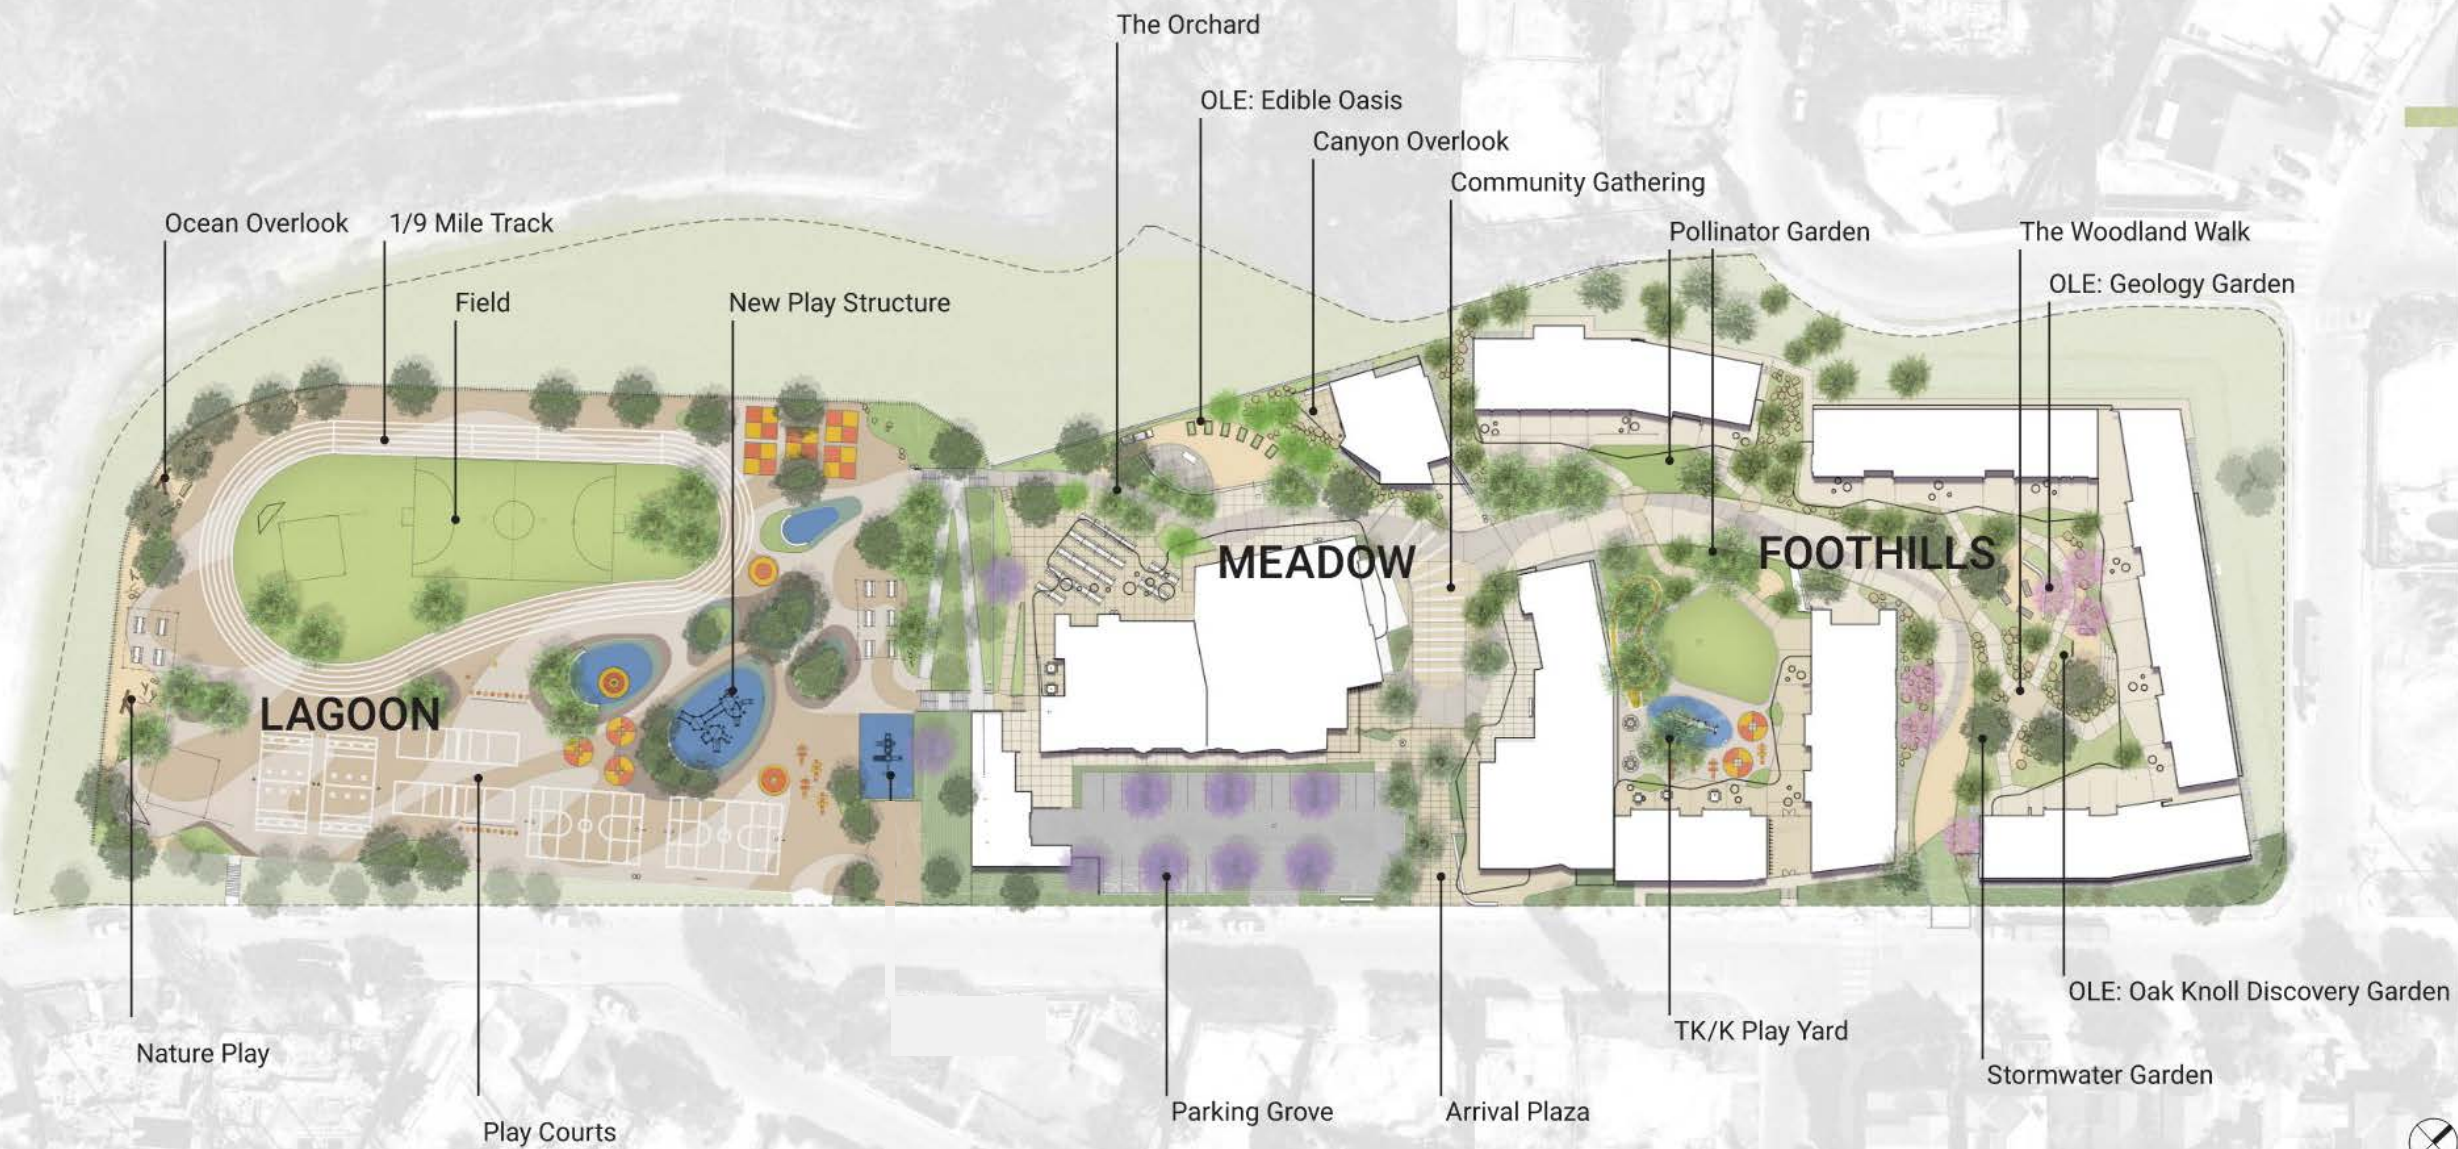 The Orchard
OLE: Edible Oasis
Canyon Overlook
Community Gathering
Ocean Overlook
1/9 Mile Track
Pollinator Garden
The Woodland Walk
OLE: Geology Garden
Field
New Play Structure
MEADOW
FOOTHILLS
LAGOON
OLE: Oak Knoll Discovery Garden
TK/K Play Yard
Nature Play
Stormwater Garden
Parking Grove
Arrival Plaza
Play Courts